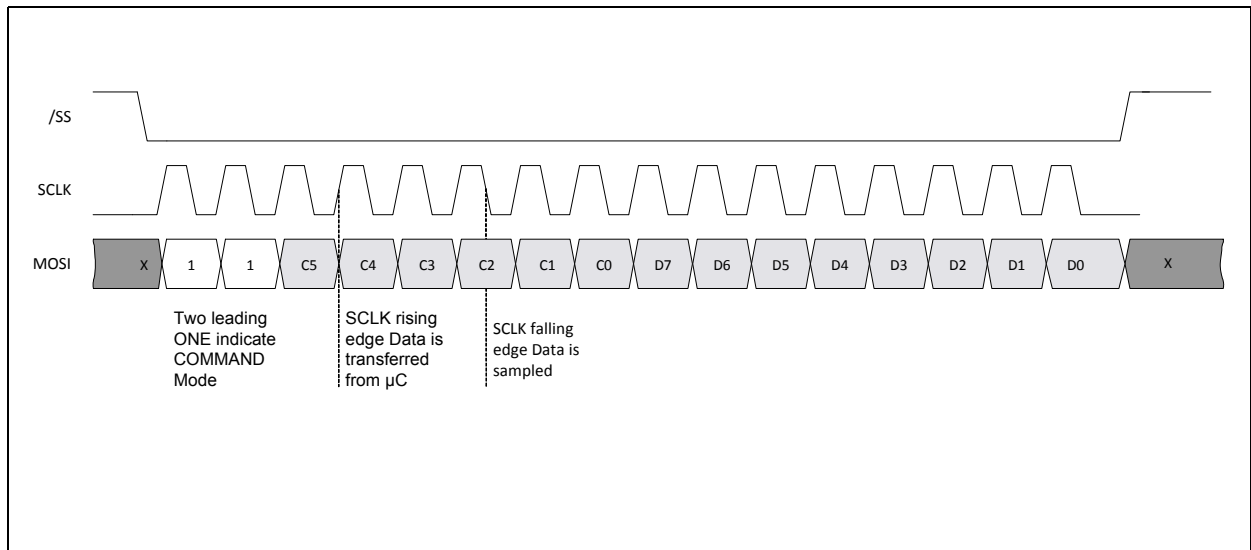 /SS
SCLK
MOSI
X 1 1 C5 C4 C3 C2 C1 C0 D7 D6 D5 D4 D3 D2 D1 D0 X
Two leading
ONE indicate
COMMAND
Mode
SCLK rising
edge Data is
transferred
from µC
SCLK falling
edge Data is
sampled